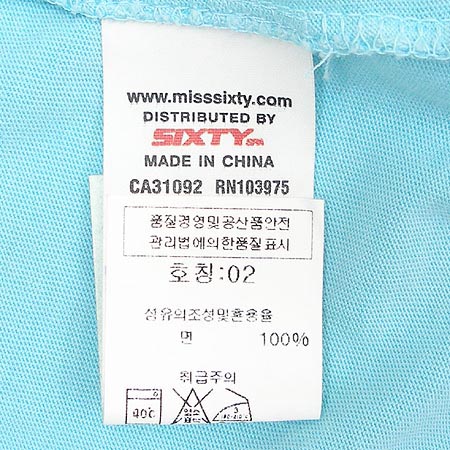 www.misssixty.com
DISTRIBUTED BY
SIXTY
MADE IN CHINA
CA31092 RN103975
품질경영및공산품안전
관리법에의한품질표시
호칭:02
섬유의조성및혼용율
면 100%
취급주의
40℃